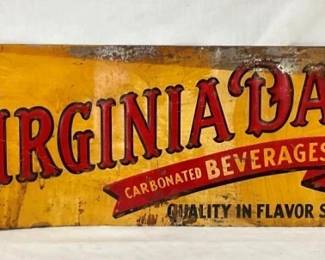 IRGINIA DA
CARBONATED BEVERAGES
QUALITY IN FLAVOR S